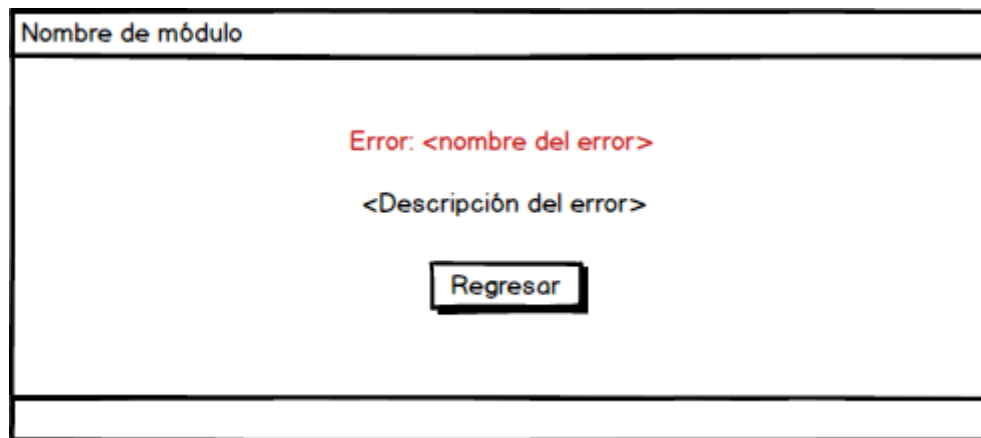 Nombre de módulo
Error: <nombre del error>
<Descripción del error>
Regresar